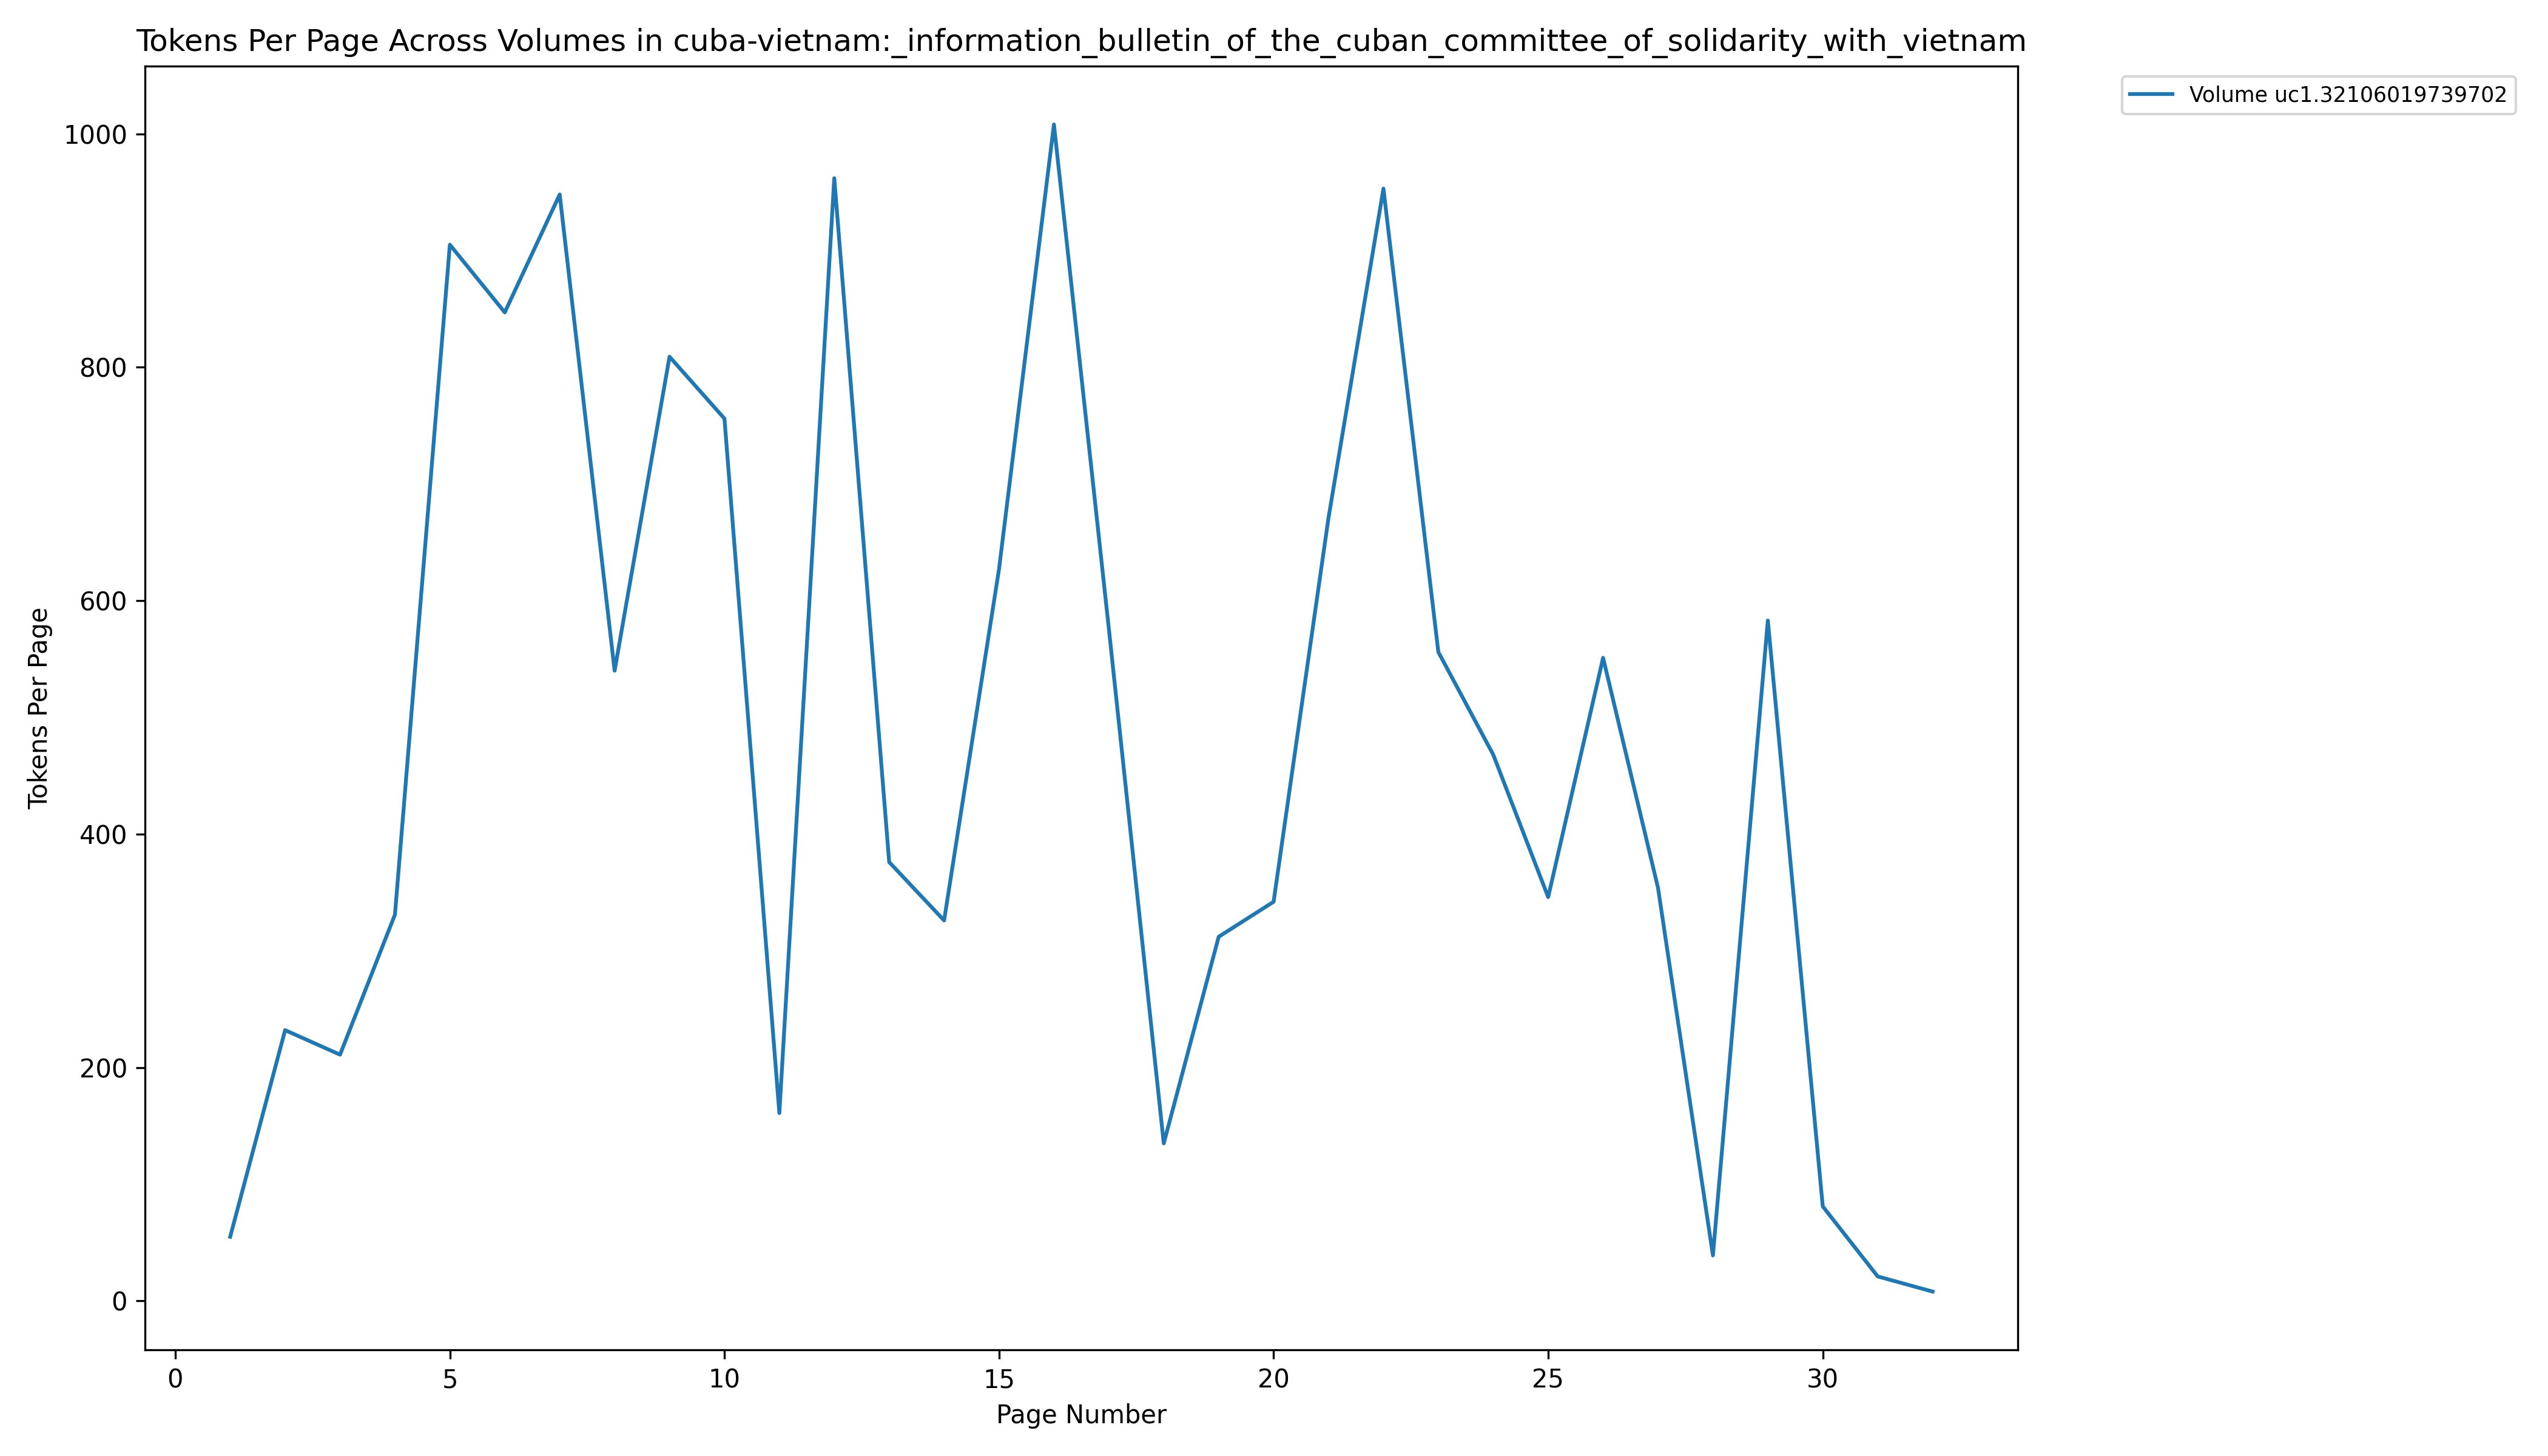 Tokens Per Page Across Volumes in cuba-vietnam:_information_bulletin_of_the_cuban_committee_of_solidarity_with_vietnam
Volume uc1.32106019739702
Tokens Per Page
1000
800
600
400
200
0
0 5 10 15 20 25 30
Page Number